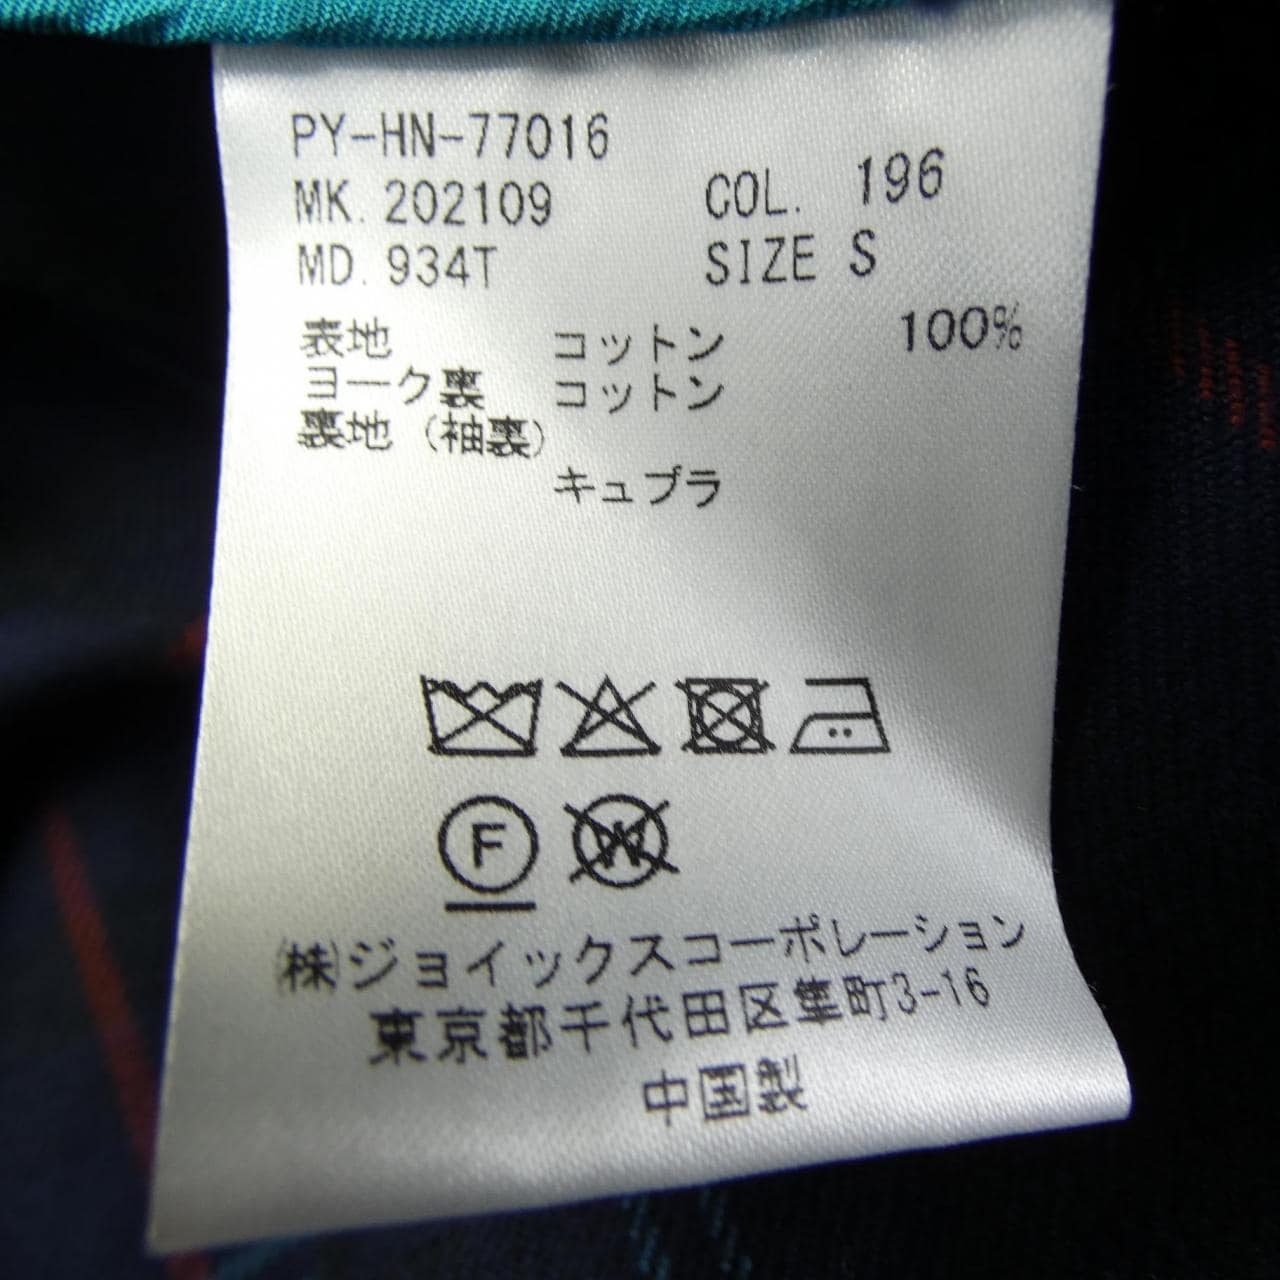 PY-HN-77016
MK. 202109 COL. 196
MD. 934T SIZE S
表地 コットン 100%
ヨーク裏 コットン
裏地 (袖裏)
キュプラ
F W
(株)ジョイックスコーポレーション
東京都千代田区隼町3-16
中国製